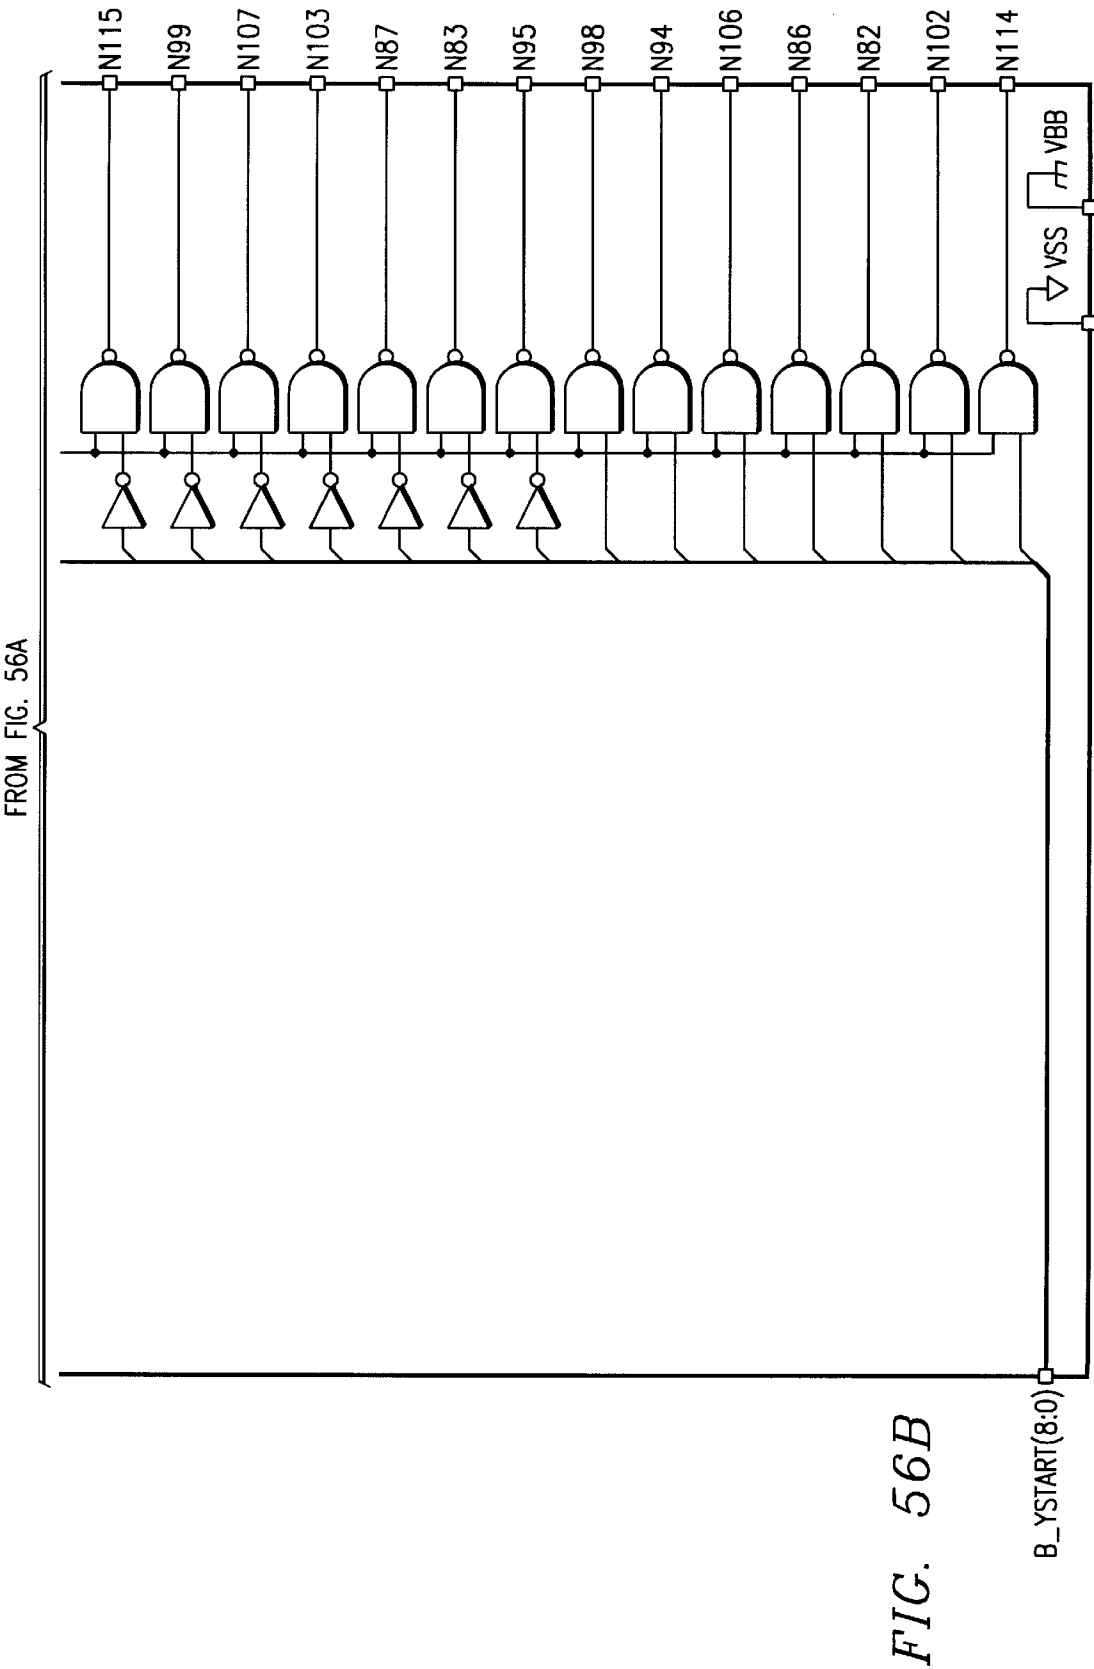 FROM FIG. 56A
N115
N99
N107
N103
N87
N83
N95
N98
N94
N106
N86
N82
N102
N114
VSS
VBB
B_YSTART(8:0)
FIG. 56B